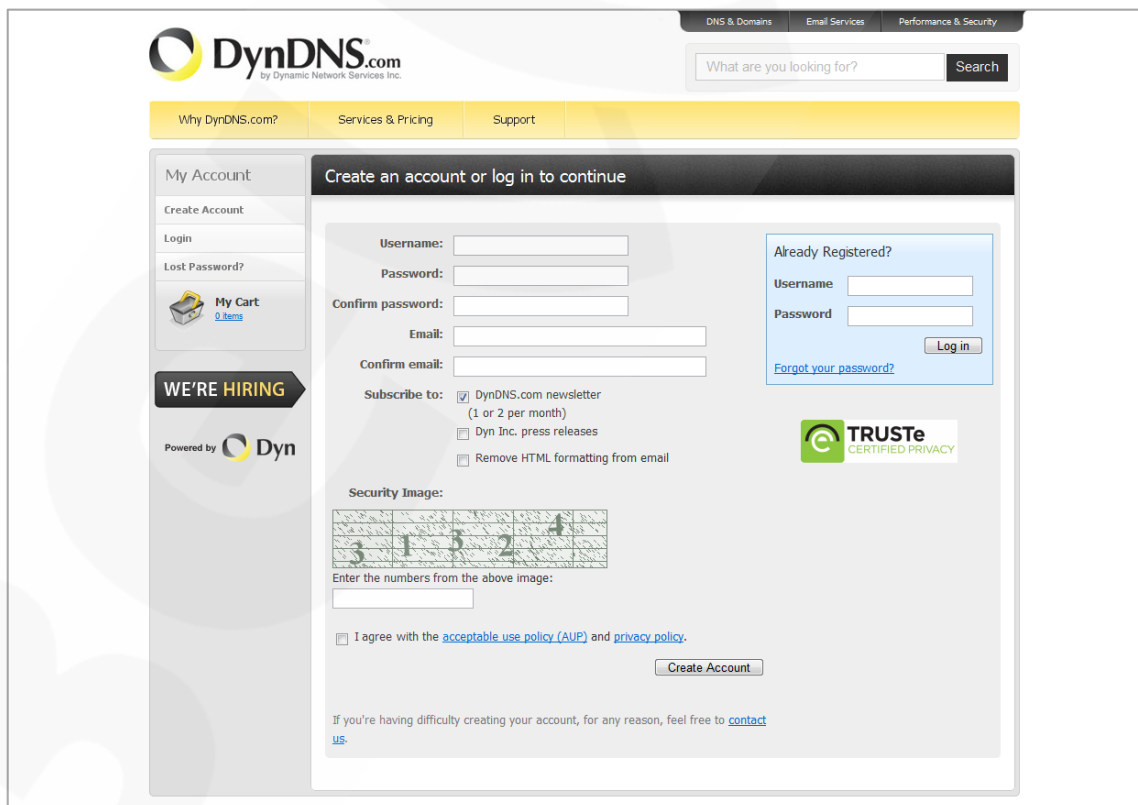 DNS & Domains Email Services Performance & Security
DynDNS.com
by Dynamic Network Services Inc.
What are you looking for? Search
Why DynDNS.com? Services & Pricing Support
My Account
Create Account
Login
Lost Password?
My Cart
0 items
WE'RE HIRING
Powered by Dyn
Create an account or log in to continue
Username:
Password:
Confirm password:
Email:
Confirm email:
Subscribe to: DynDNS.com newsletter
(1 or 2 per month)
Dyn Inc. press releases
Remove HTML formatting from email
Security Image:
3 1 3 2 4
Enter the numbers from the above image:
I agree with the acceptable use policy (AUP) and privacy policy.
Create Account
If you're having difficulty creating your account, for any reason, feel free to contact
us.
Already Registered?
Username
Password
Log in
Forgot your password?
TRUSTe
CERTIFIED PRIVACY